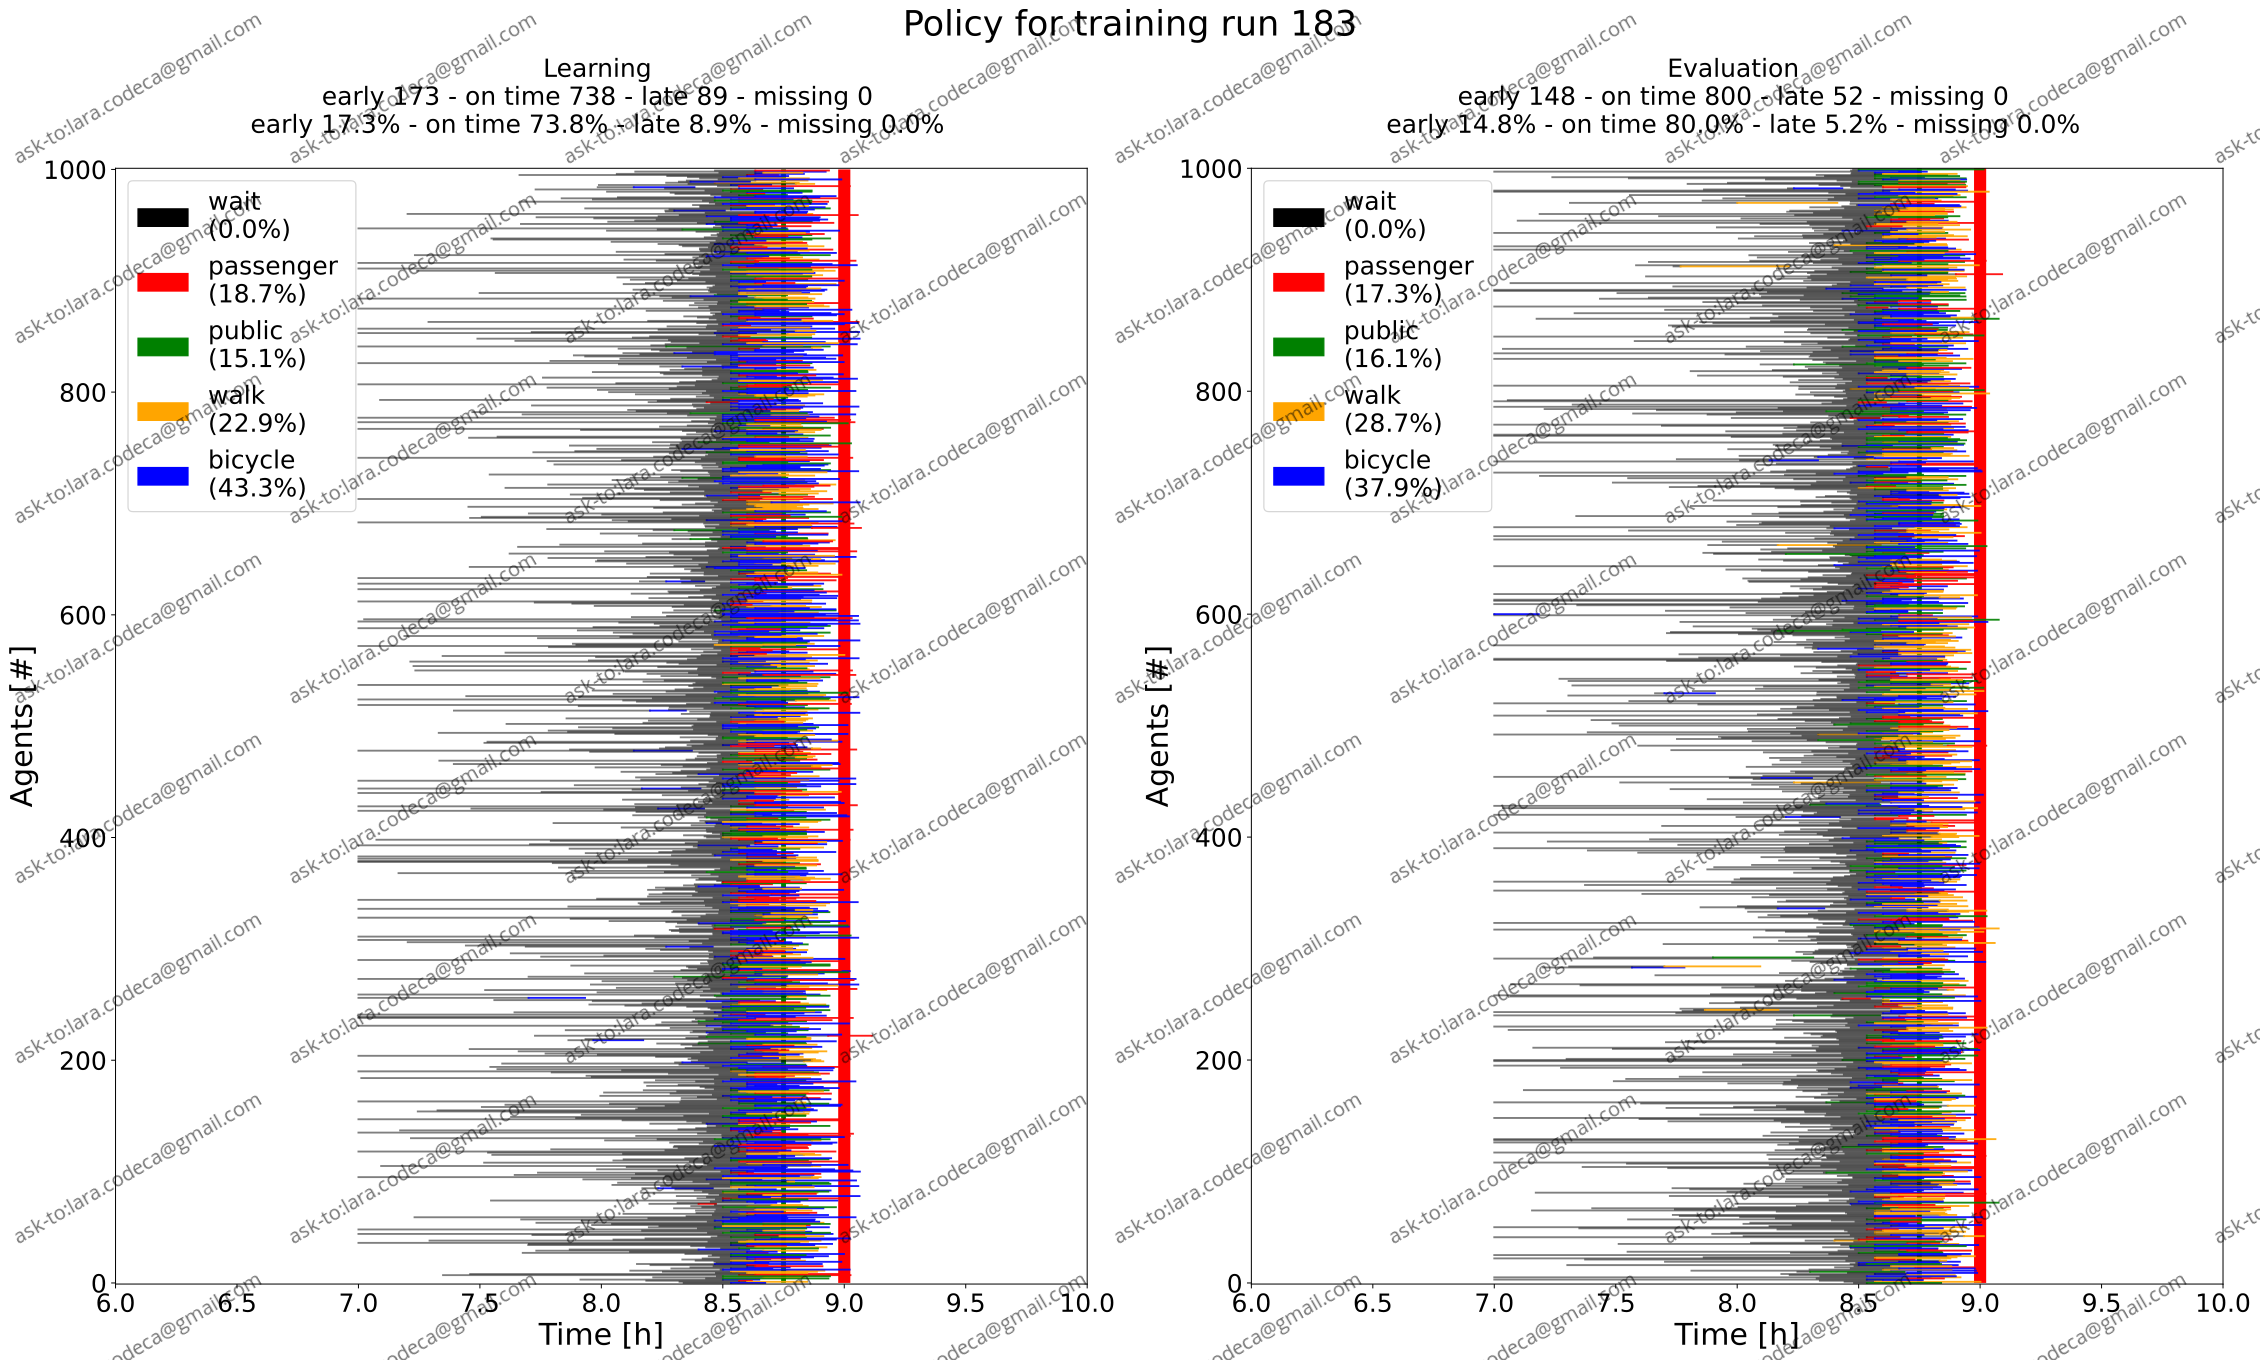 Policy for training run 183
Learning
early 173 - on time 738 - late 89 - missing 0
early 17.3% - on time 73.8% - late 8.9% - missing 0.0%
1000
800
600
400
200
0
Agents [#]
wait
(0.0%)
passenger
(18.7%)
public
(15.1%)
walk
(22.9%)
bicycle
(43.3%)
6.0 6.5 7.0 7.5 8.0 8.5 9.0 9.5 10.0
Time [h]
Evaluation
early 148 - on time 800 - late 52 - missing 0
early 14.8% - on time 80.0% - late 5.2% - missing 0.0%
1000
800
600
400
200
0
Agents [#]
wait
(0.0%)
passenger
(17.3%)
public
(16.1%)
walk
(28.7%)
bicycle
(37.9%)
6.0 6.5 7.0 7.5 8.0 8.5 9.0 9.5 10.0
Time [h]
ask-to:lara.codeca@gmail.com